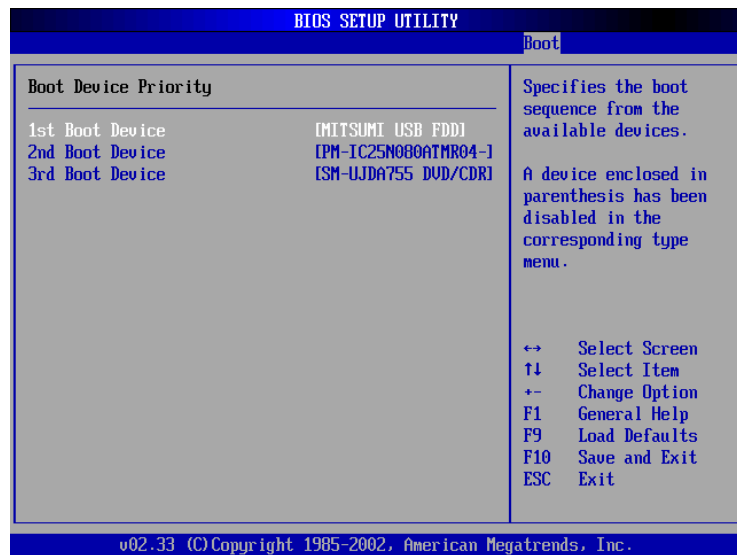 BIOS SETUP UTILITY
Boot
Boot Device Priority
1st Boot Device [MITSUMI USB FDD]
2nd Boot Device [PM-IC25N080ATMR04-]
3rd Boot Device [SM-UJDA755 DVD/CDR]
Specifies the boot
sequence from the
available devices.
A device enclosed in
parenthesis has been
disabled in the
corresponding type
menu.
↔ Select Screen
↑↓ Select Item
+- Change Option
F1 General Help
F9 Load Defaults
F10 Save and Exit
ESC Exit
v02.33 (C)Copyright 1985-2002, American Megatrends, Inc.